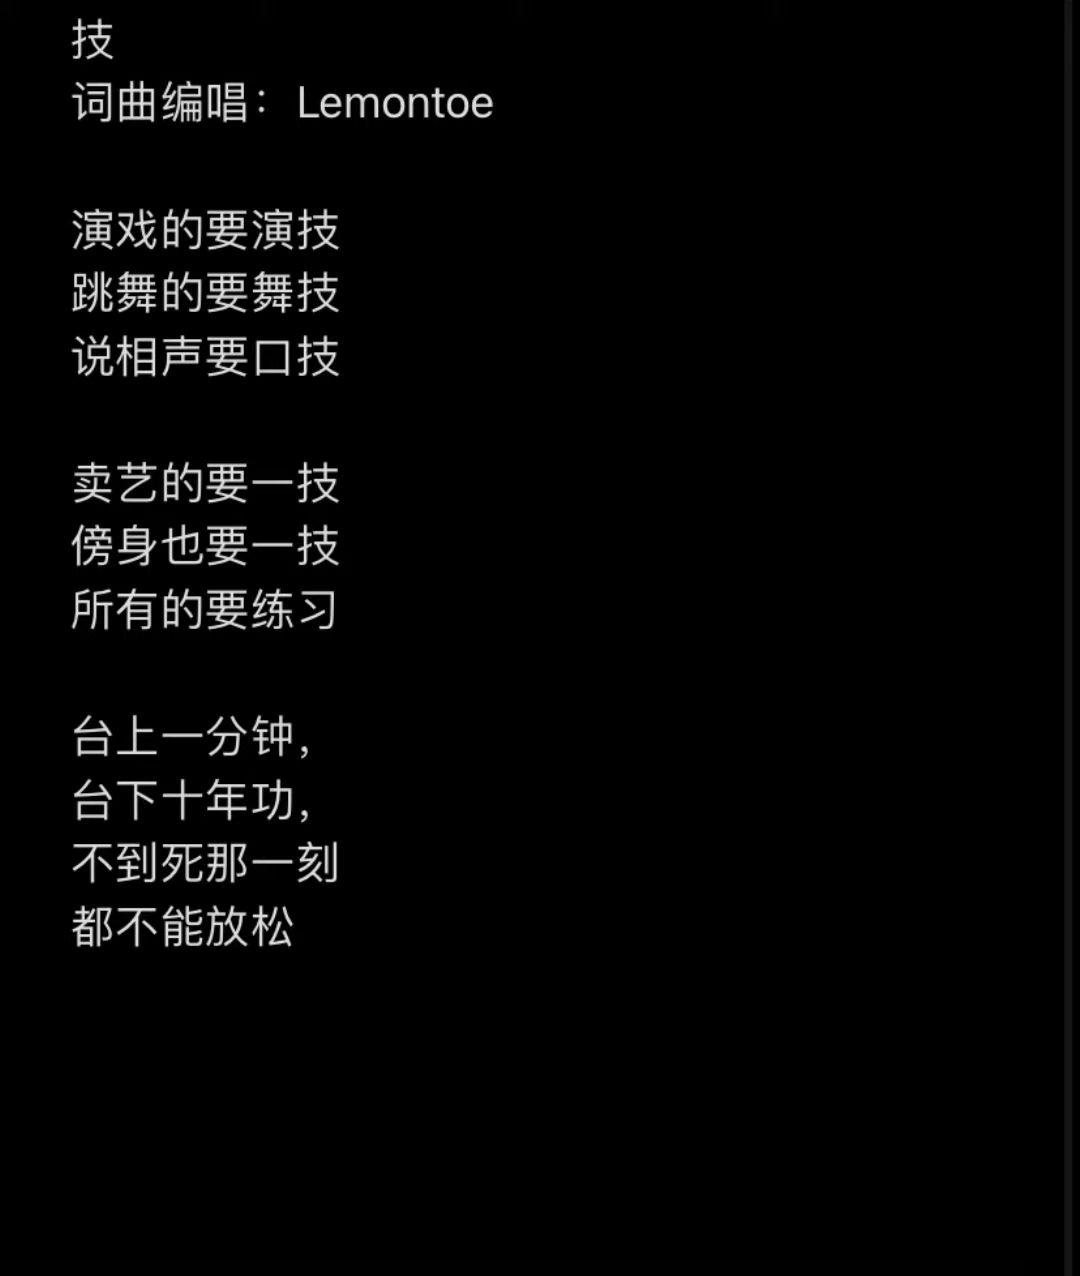 技
词曲编唱：Lemontoe
演戏的要演技
跳舞的要舞技
说相声要口技
卖艺的要一技
傍身也要一技
所有的要练习
台上一分钟，
台下十年功，
不到死那一刻
都不能放松